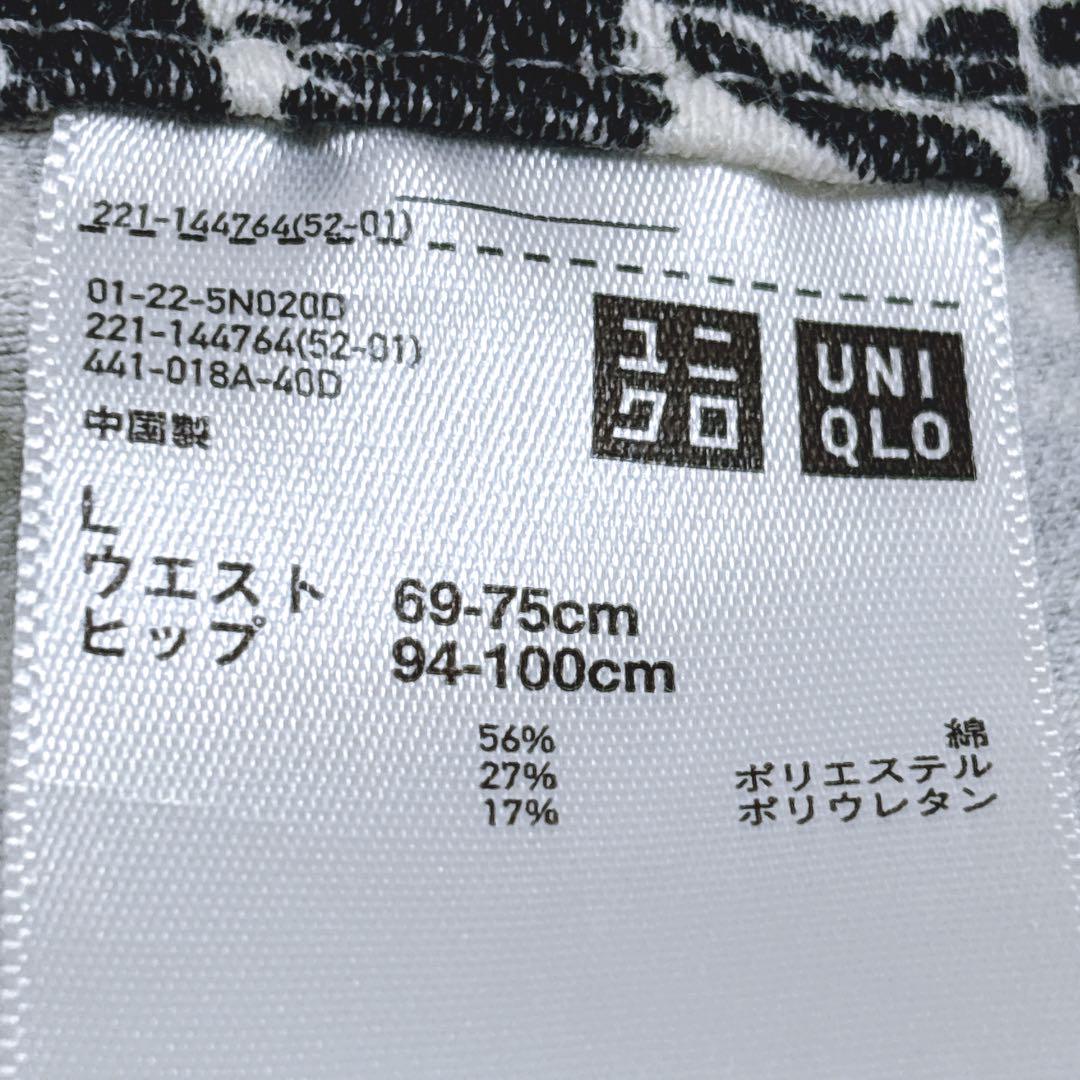 221-144764(52-01)
01-22-5N020D
221-144764(52-01)
441-018A-40D
中国製
ユニ
クロ
UNI
QLO
L
ウエスト 69-75cm
ヒップ 94-100cm
56% 綿
27% ポリエステル
17% ポリウレタン